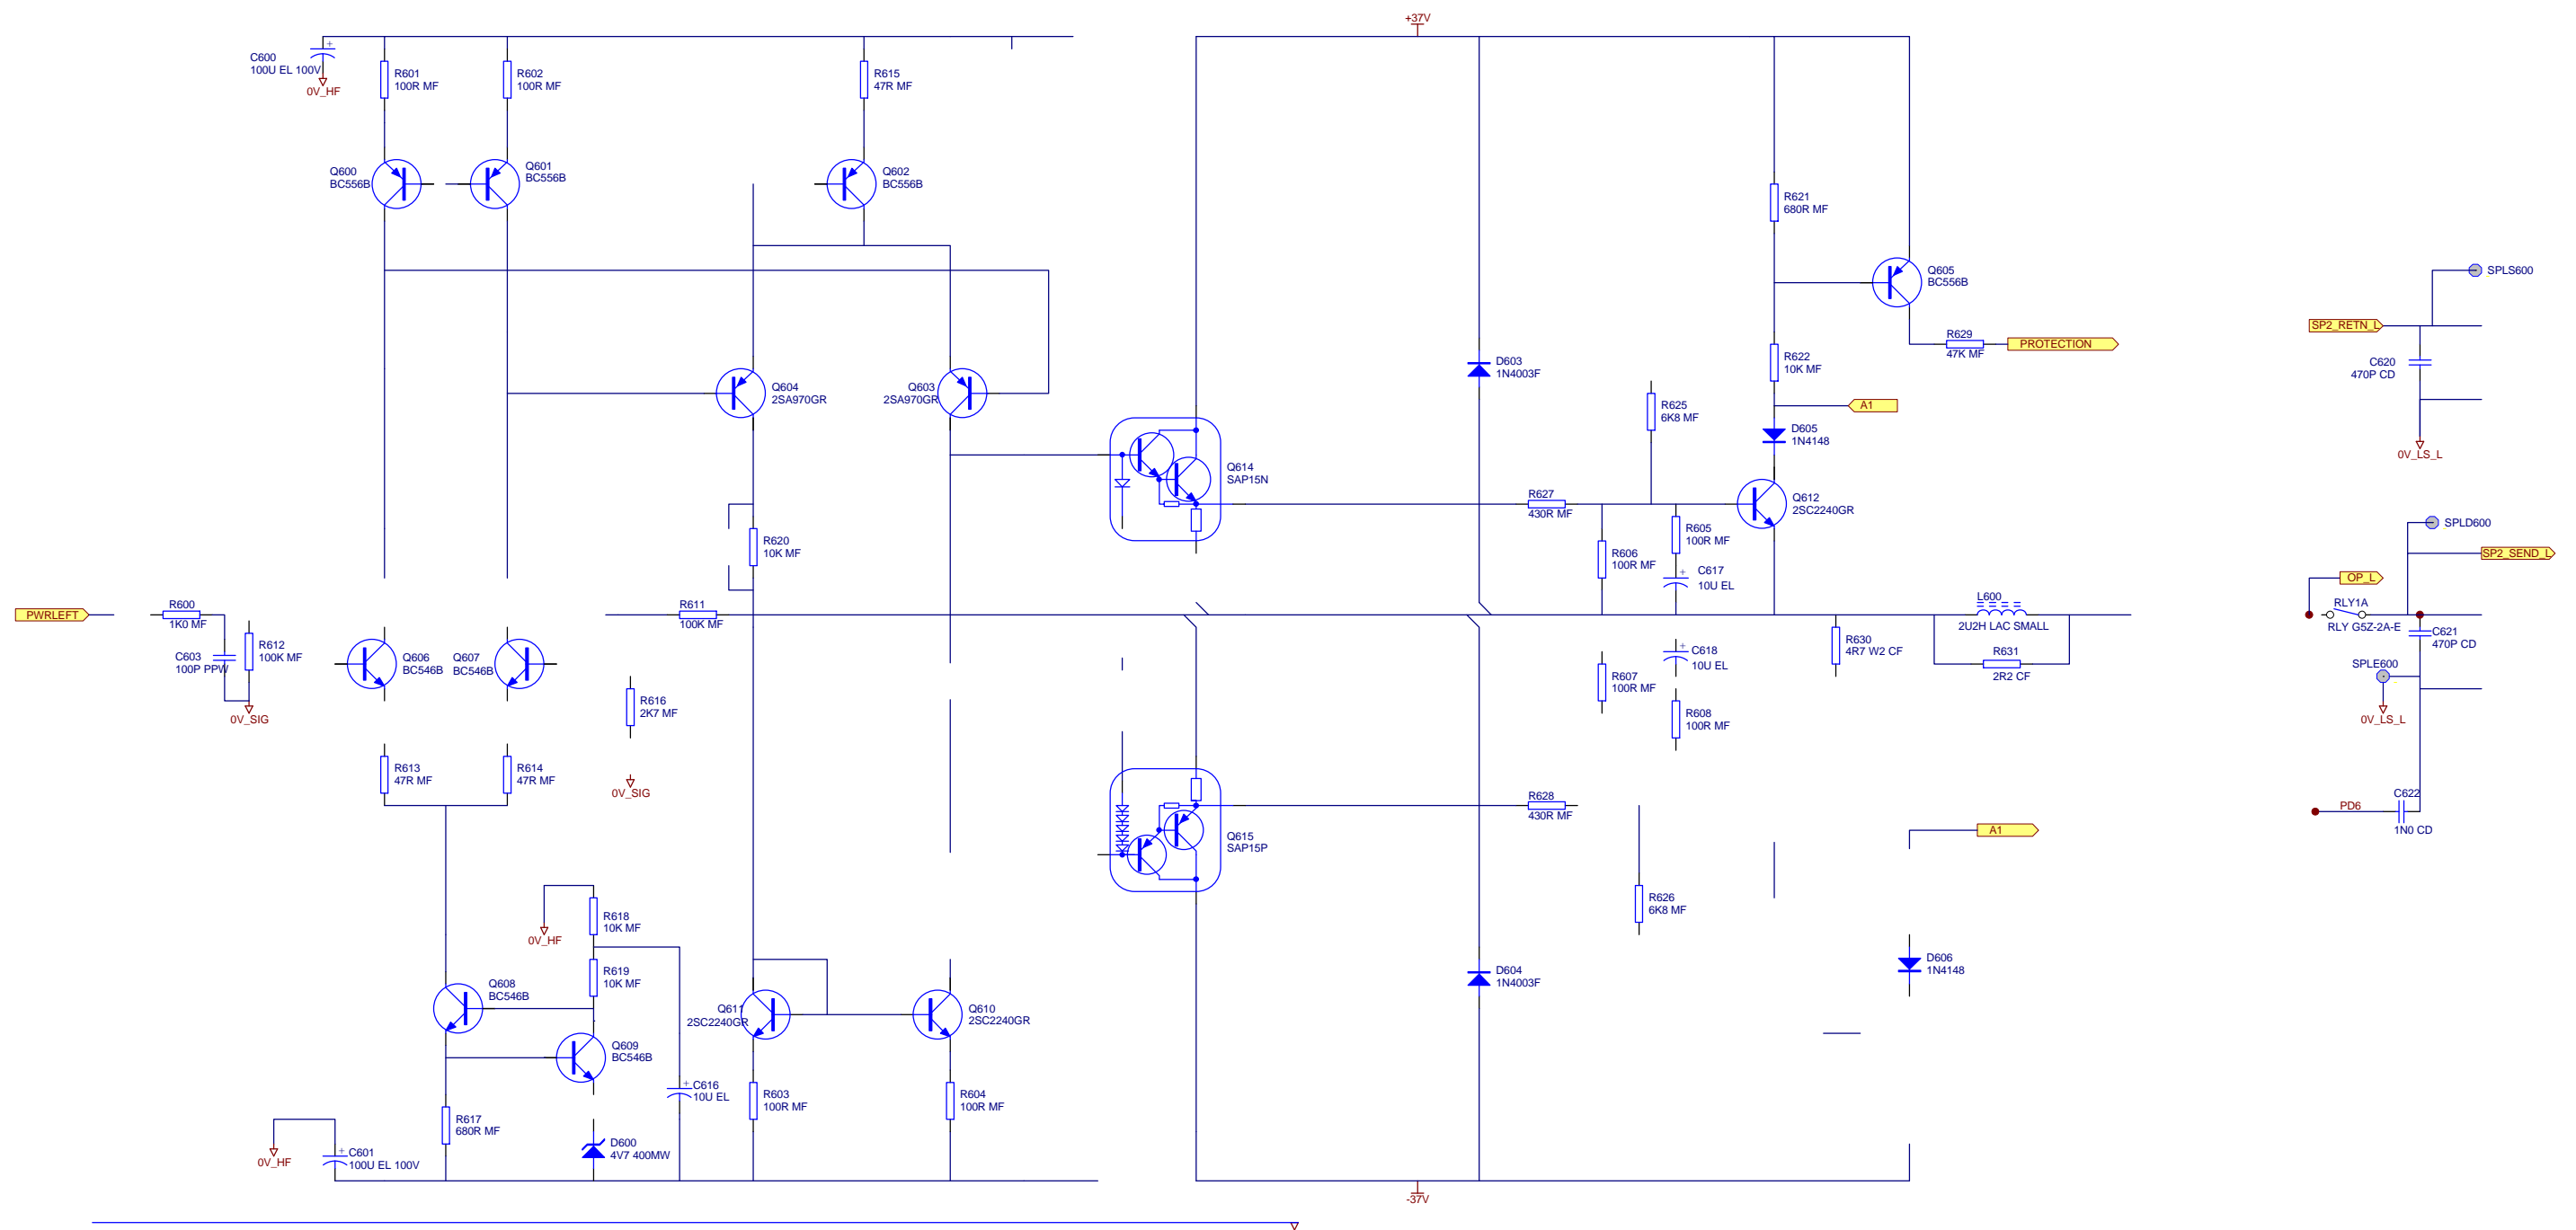 +37V
C600
100U EL 100V
+
0V_HF
R601
100R MF
R602
100R MF
R615
47R MF
Q600
BC556B
Q601
BC556B
Q602
BC556B
R621
680R MF
Q605
BC556B
SPLS600
SP2_RETN_L
R629
47K MF
PROTECTION
C620
470P CD
0V_LS_L
Q604
2SA970GR
Q603
2SA970GR
D603
1N4003F
R622
10K MF
R625
6K8 MF
A1
D605
1N4148
Q614
SAP15N
R627
430R MF
Q612
2SC2240GR
R620
10K MF
R606
100R MF
R605
100R MF
+
C617
10U EL
SPLD600
SP2_SEND_L
OP_L
PWRLEFT
R600
1K0 MF
R611
100K MF
L600
2U2H LAC SMALL
RLY1A
RLY G5Z-2A-E
C603
100P PPW
R612
100K MF
0V_SIG
Q606
BC546B
Q607
BC546B
R616
2K7 MF
0V_SIG
R607
100R MF
+
C618
10U EL
R608
100R MF
R630
4R7 W2 CF
R631
2R2 CF
C621
470P CD
SPLE600
0V_LS_L
R613
47R MF
R614
47R MF
R628
430R MF
Q615
SAP15P
A1
PD6
C622
1N0 CD
R618
10K MF
0V_HF
R619
10K MF
R626
6K8 MF
D606
1N4148
Q608
BC546B
Q609
BC546B
Q611
2SC2240GR
Q610
2SC2240GR
D604
1N4003F
+
C616
10U EL
R603
100R MF
R604
100R MF
R617
680R MF
D600
4V7 400MW
0V_HF
+
C601
100U EL 100V
-37V